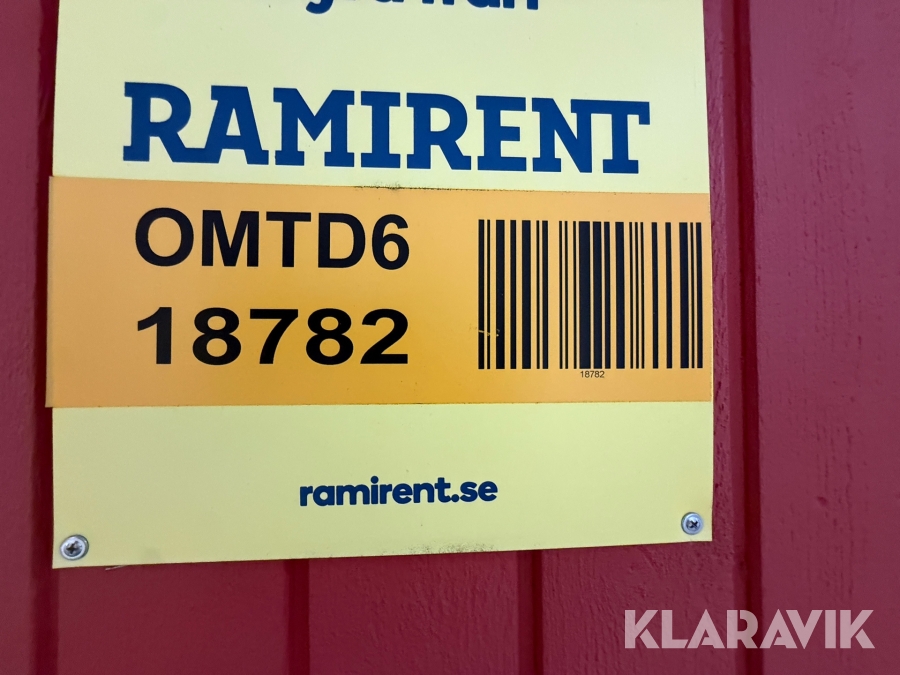 RAMIRENT
OMTD6
18782
18782
ramirent.se
KLARAVIK